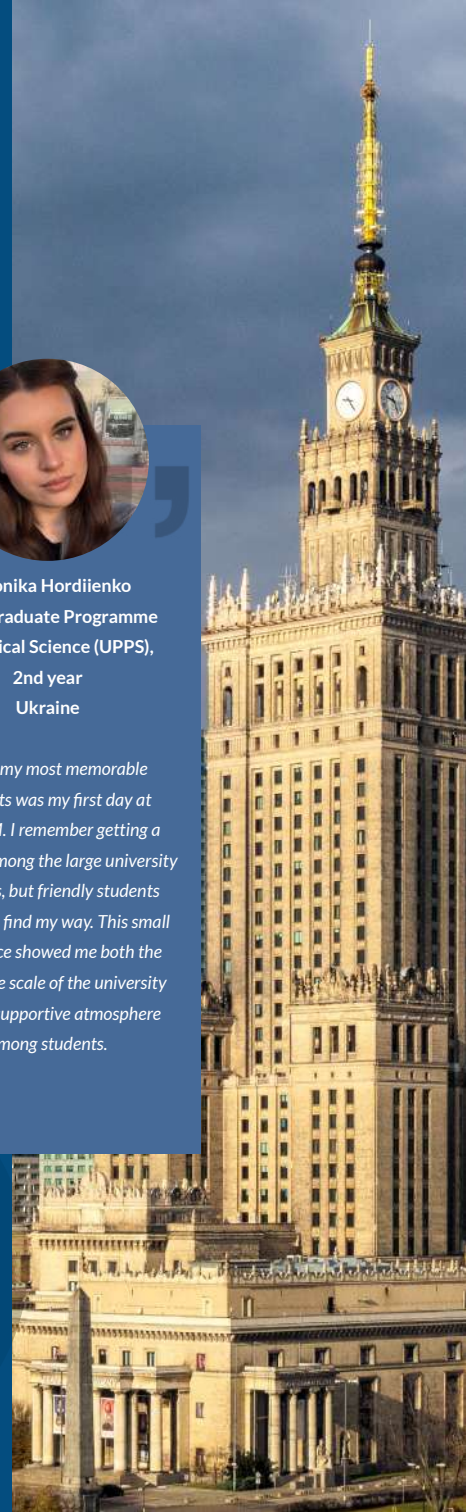 onika Hordiienko
raduate Programme
ical Science (UPPS),
2nd year
Ukraine
my most memorable
ts was my first day at
I. I remember getting a
mong the large university
s, but friendly students
find my way. This small
ce showed me both the
e scale of the university
upportive atmosphere
mong students.